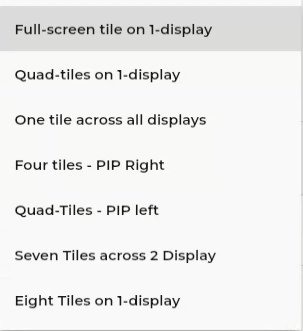 Full-screen tile on 1-display
Quad-tiles on 1-display
One tile across all displays
Four tiles - PIP Right
Quad-Tiles - PIP left
Seven Tiles across 2 Display
Eight Tiles on 1-display